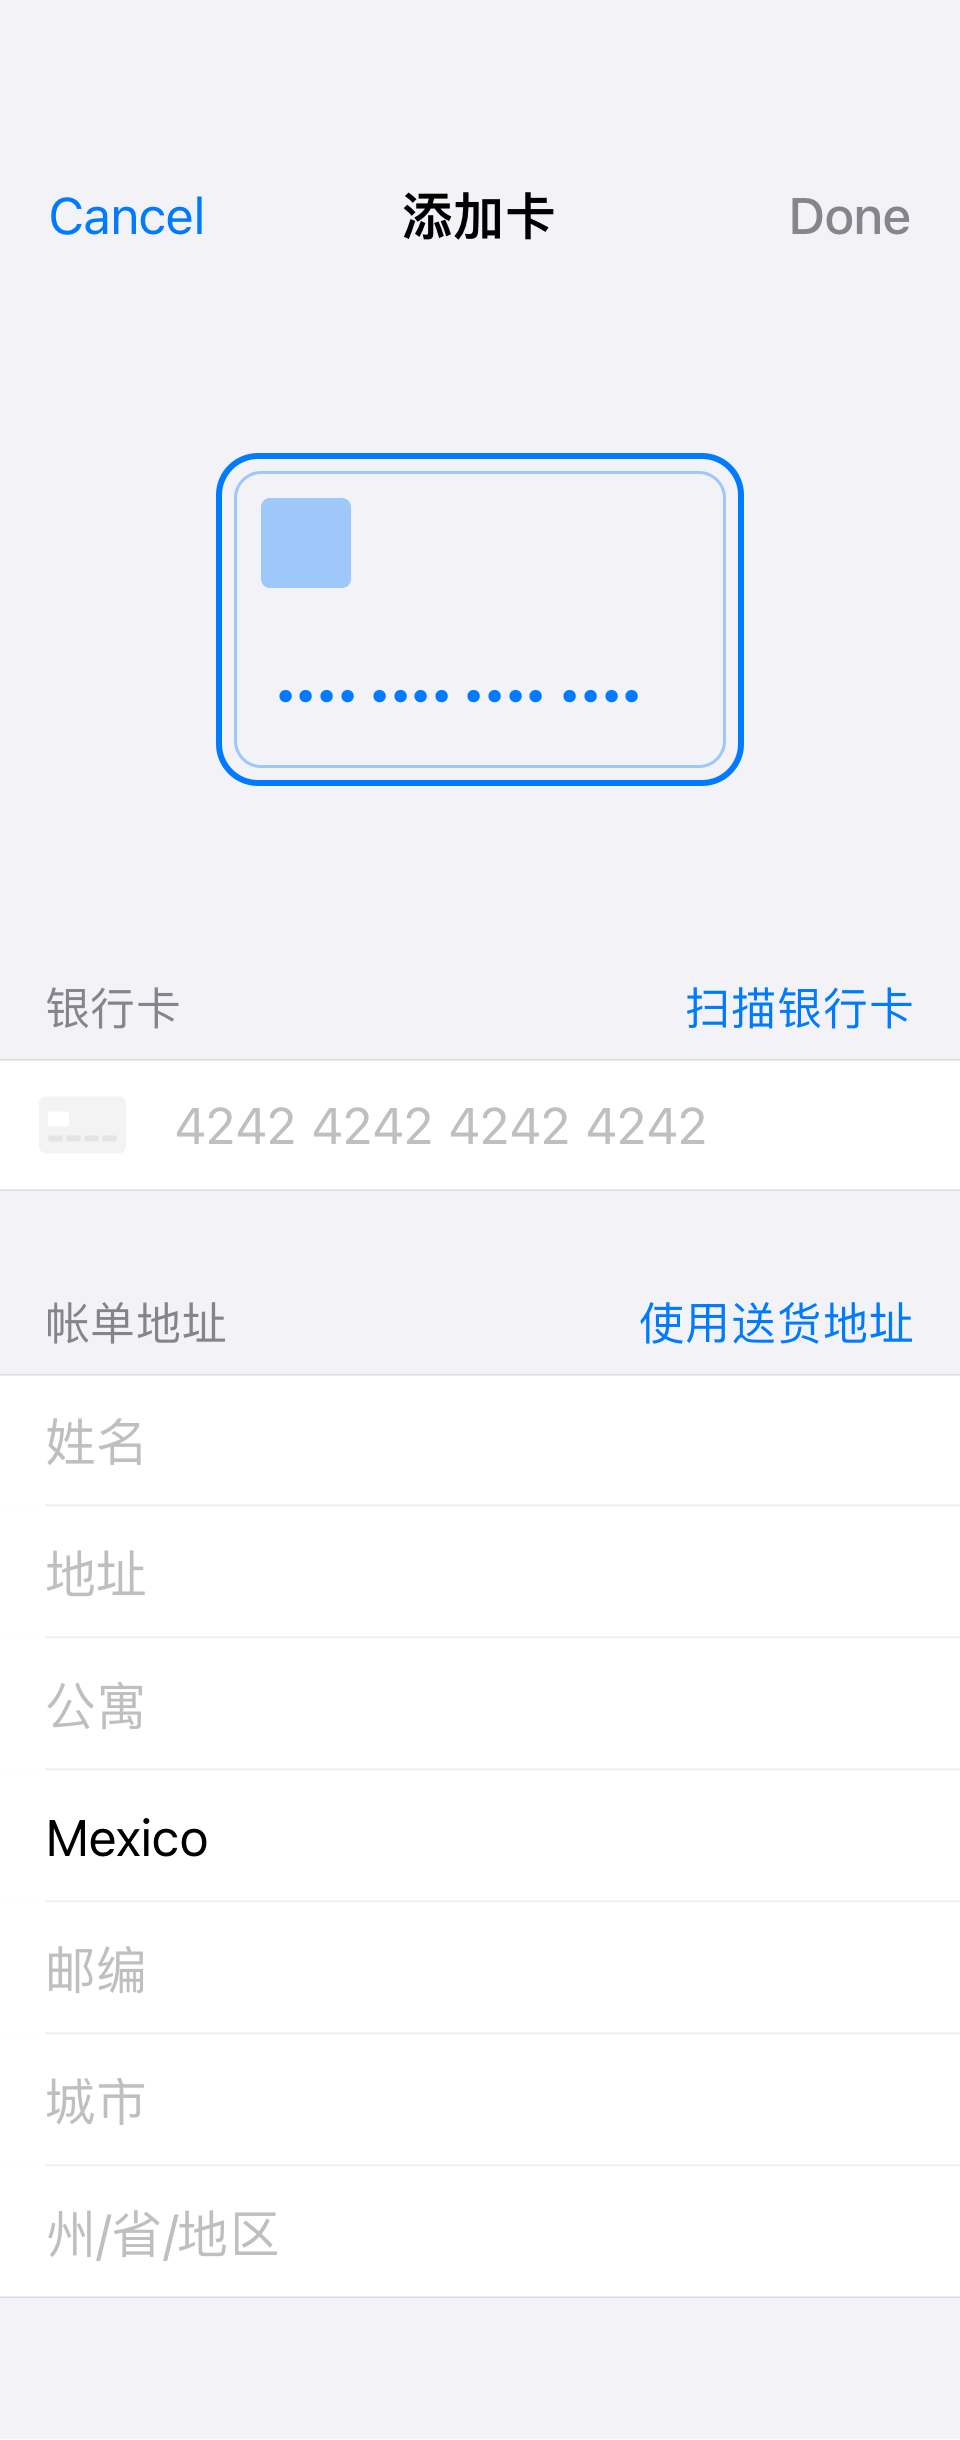 Cancel 添加卡 Done
银行卡 扫描银行卡
4242 4242 4242 4242
帐单地址 使用送货地址
姓名
地址
公寓
Mexico
邮编
城市
州/省/地区